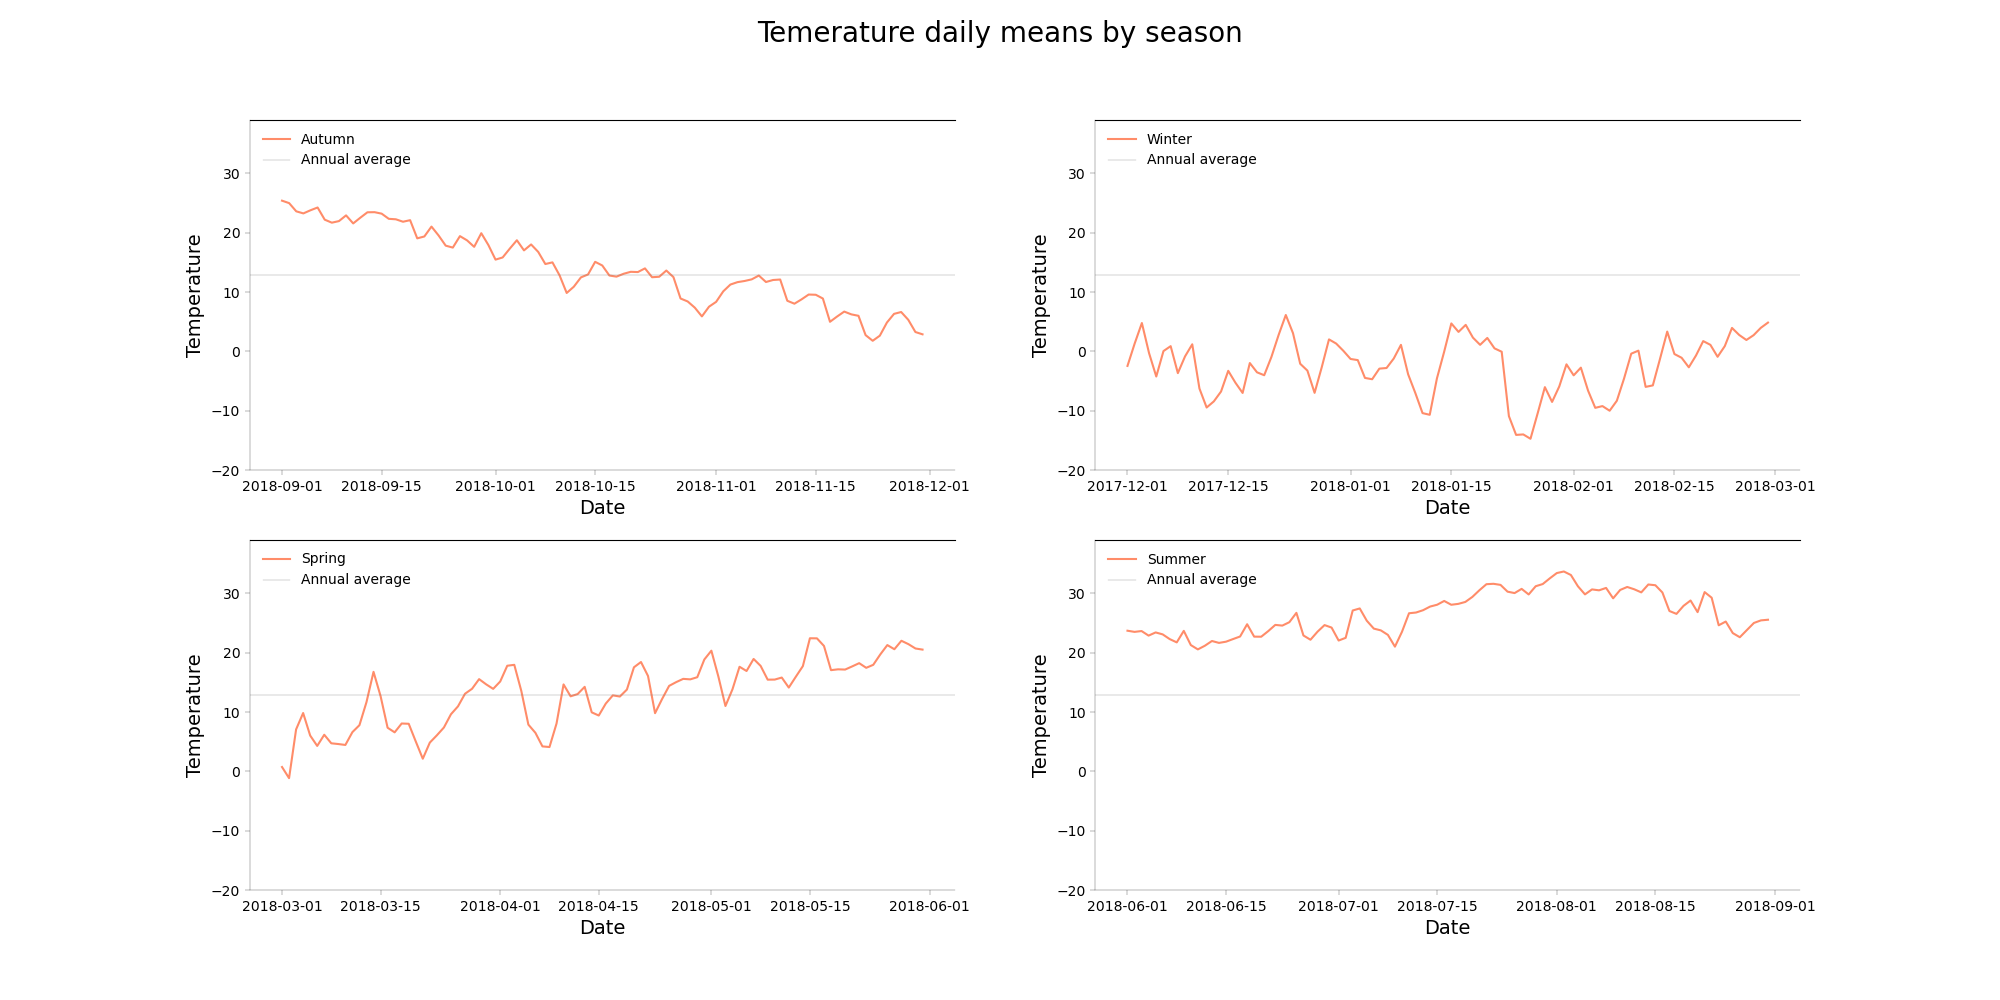 Temerature daily means by season
Autumn
Annual average
30
20
10
0
−10
−20
Temperature
2018-09-01 2018-09-15 2018-10-01 2018-10-15 2018-11-01 2018-11-15 2018-12-01
Date
Winter
Annual average
30
20
10
0
−10
−20
Temperature
2017-12-01 2017-12-15 2018-01-01 2018-01-15 2018-02-01 2018-02-15 2018-03-01
Date
Spring
Annual average
30
20
10
0
−10
−20
Temperature
2018-03-01 2018-03-15 2018-04-01 2018-04-15 2018-05-01 2018-05-15 2018-06-01
Date
Summer
Annual average
30
20
10
0
−10
−20
Temperature
2018-06-01 2018-06-15 2018-07-01 2018-07-15 2018-08-01 2018-08-15 2018-09-01
Date